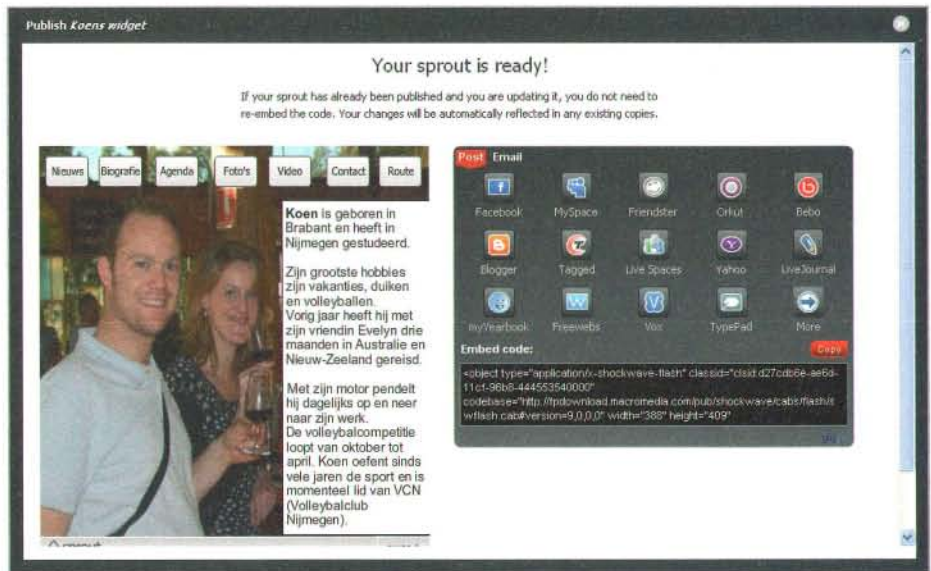 Publish Koens widget
Your sprout is ready!
If your sprout has already been published and you are updating it, you do not need to
re-embed the code. Your changes will be automatically reflected in any existing copies.
Nieuws Biografie Agenda Foto's Video Contact Route
Koen is geboren in
Brabant en heeft in
Nijmegen gestudeerd.
Zijn grootste hobbies
zijn vakanties, duiken
en volleyballen.
Vorig jaar heeft hij met
zijn vriendin Evelyn drie
maanden in Australie en
Nieuw-Zeeland gereisd.
Met zijn motor pendelt
hij dagelijks op en neer
naar zijn werk.
De volleybalcompetitie
loopt van oktober tot
april. Koen oefent sinds
vele jaren de sport en is
momenteel lid van VCN
(Volleybalclub
Nijmegen).
sprout
Post Email
Facebook MySpace Friendster Orkut Bebo
Blogger Tagged Live Spaces Yahoo LiveJournal
myYearbook Freewebs Vox TypePad More
Embed code: Copy
<object type="application/x-shockwave-flash" classid="clsid:d27cdb6e-ae6d-
11cf-96b8-444553540000"
codebase="http://fpdownload.macromedia.com/pub/shockwave/cabs/flash/s
wflash.cab#version=9,0,0,0" width="388" height="409"